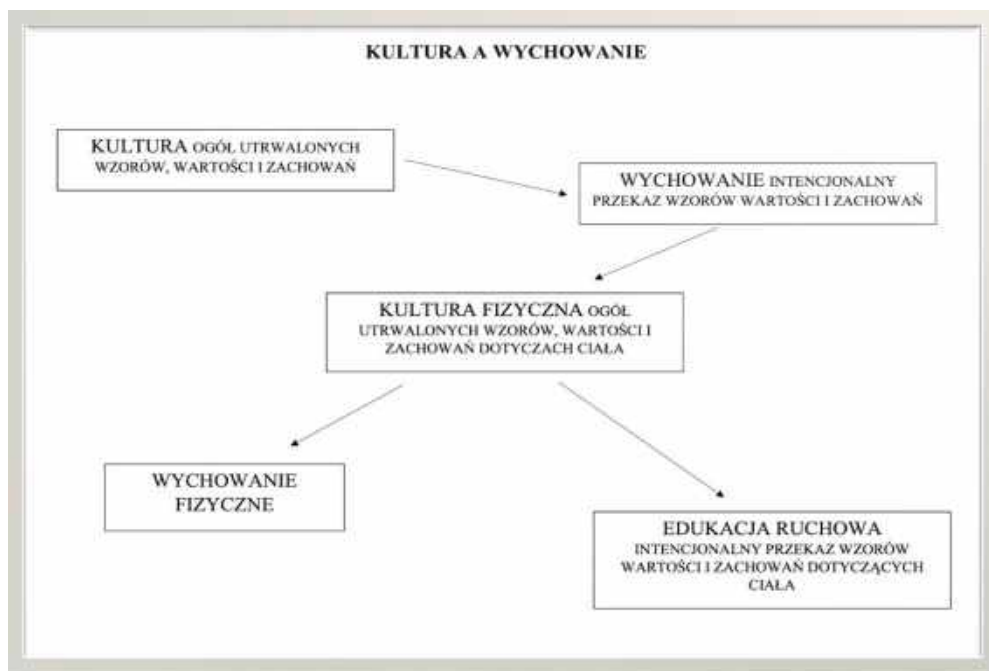 KULTURA A WYCHOWANIE
KULTURA OGÓŁ UTRWALONYCH
WZORÓW, WARTOŚCI I ZACHOWAŃ
WYCHOWANIE INTENCJONALNY
PRZEKAZ WZORÓW WARTOŚCI I ZACHOWAŃ
KULTURA FIZYCZNA OGÓŁ
UTRWALONYCH WZORÓW, WARTOŚCI I
ZACHOWAŃ DOTYCZACH CIAŁA
WYCHOWANIE
FIZYCZNE
EDUKACJA RUCHOWA
INTENCJONALNY PRZEKAZ WZORÓW
WARTOŚCI I ZACHOWAŃ DOTYCZĄCYCH
CIAŁA